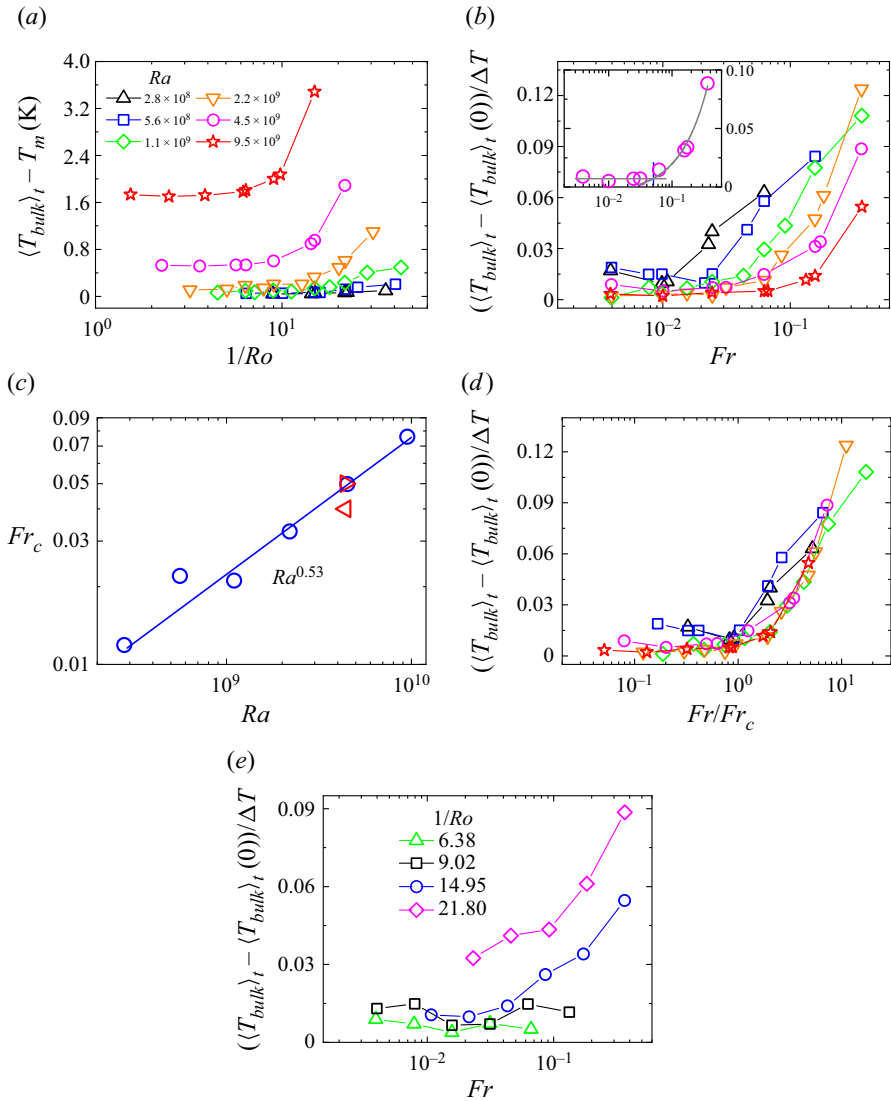 (a)
⟨T_bulk⟩_t − T_m (K)
4.0
3.2
2.4
1.6
0.8
0
Ra
2.8 × 10^8
5.6 × 10^8
1.1 × 10^9
2.2 × 10^9
4.5 × 10^9
9.5 × 10^9
10^0
10^1
1/Ro
(b)
(⟨T_bulk⟩_t − ⟨T_bulk⟩_t (0))/ΔT
0.12
0.09
0.06
0.03
0
0.10
0.05
0
10^−2
10^−1
10^−2
10^−1
Fr
(c)
Fr_c
0.09
0.07
0.05
0.03
0.01
Ra^0.53
10^9
10^10
Ra
(d)
(⟨T_bulk⟩_t − ⟨T_bulk⟩_t (0))/ΔT
0.12
0.09
0.06
0.03
0
10^−1
10^0
10^1
Fr/Fr_c
(e)
(⟨T_bulk⟩_t − ⟨T_bulk⟩_t (0))/ΔT
0.09
0.06
0.03
0
1/Ro
6.38
9.02
14.95
21.80
10^−2
10^−1
Fr